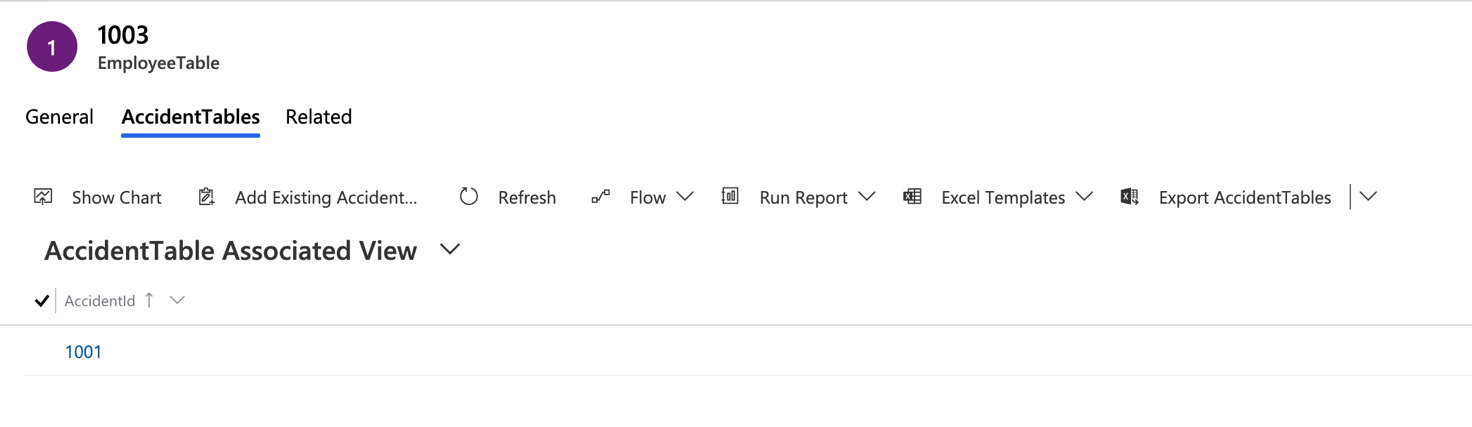 1
1003
EmployeeTable
General AccidentTables Related
Show Chart Add Existing Accident... Refresh Flow Run Report Excel Templates Export AccidentTables
AccidentTable Associated View
AccidentId ↑
1001